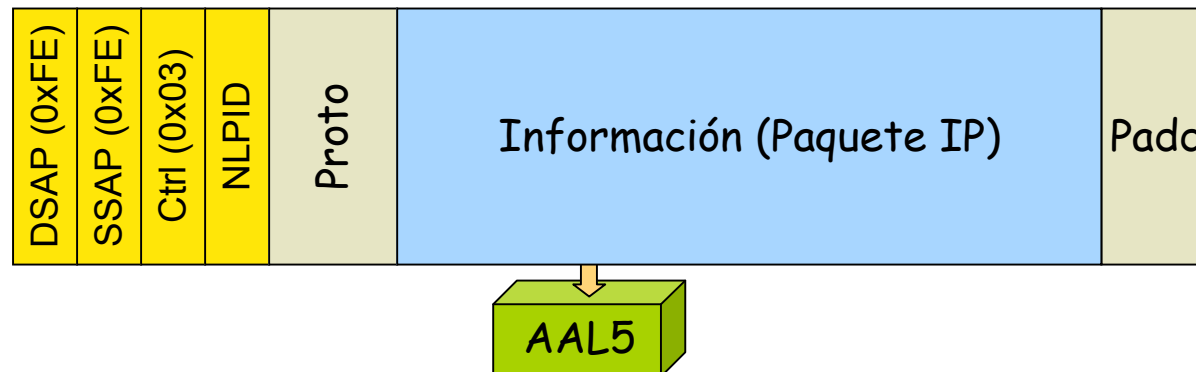 DSAP (0xFE)
SSAP (0xFE)
Ctrl (0x03)
NLPID
Proto
Información (Paquete IP)
AAL5